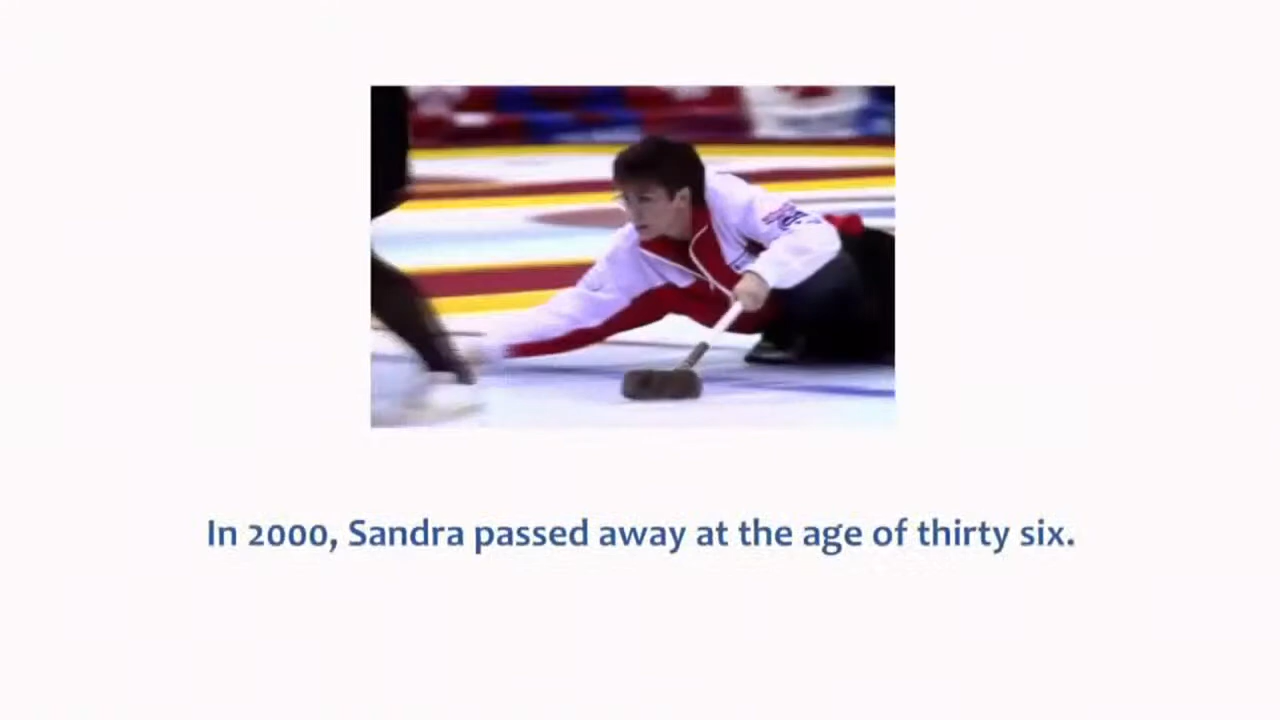 In 2000, Sandra passed away at the age of thirty six.